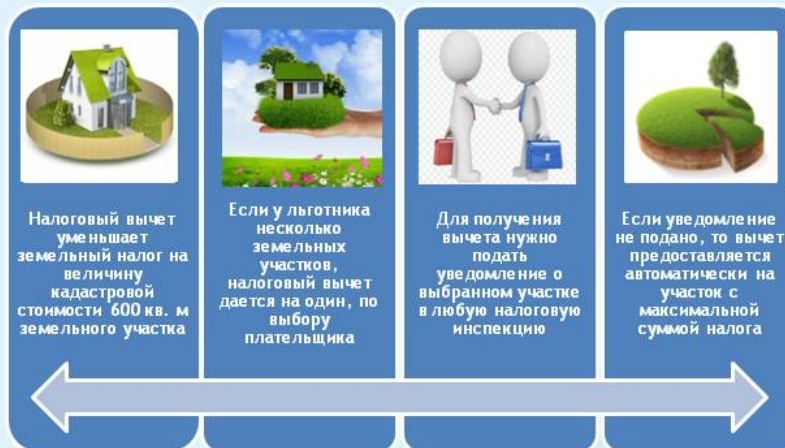 Налоговый вычет
уменьшает
земельный налог на
величину
кадастровой
стоимости 600 кв. м
земельного участка
Если у льготника
несколько
земельных
участков,
налоговый вычет
дается на один, по
выбору
плательщика
Для получения
вычета нужно
подать
уведомление о
выбранном участке
в любую налоговую
инспекцию
Если уведомление
не подано, то вычет
предоставляется
автоматически на
участок с
максимальной
суммой налога